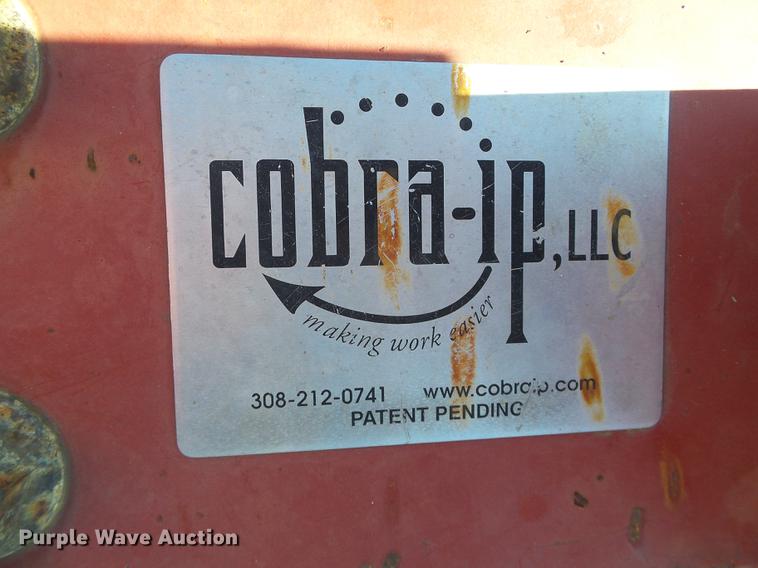 cobra-ip, LLC
making work easier
308-212-0741 www.cobraip.com
PATENT PENDING
Purple Wave Auction